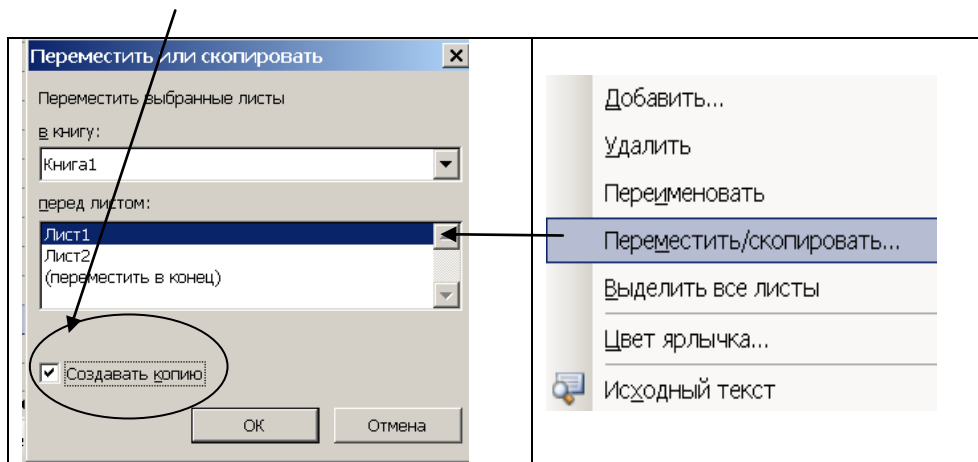 Переместить или скопировать
Переместить выбранные листы
в книгу:
Книга1
перед листом:
Лист1
Лист2
(переместить в конец)
Создавать копию
ОК
Отмена
Добавить...
Удалить
Переименовать
Переместить/скопировать...
Выделить все листы
Цвет ярлычка...
Исходный текст